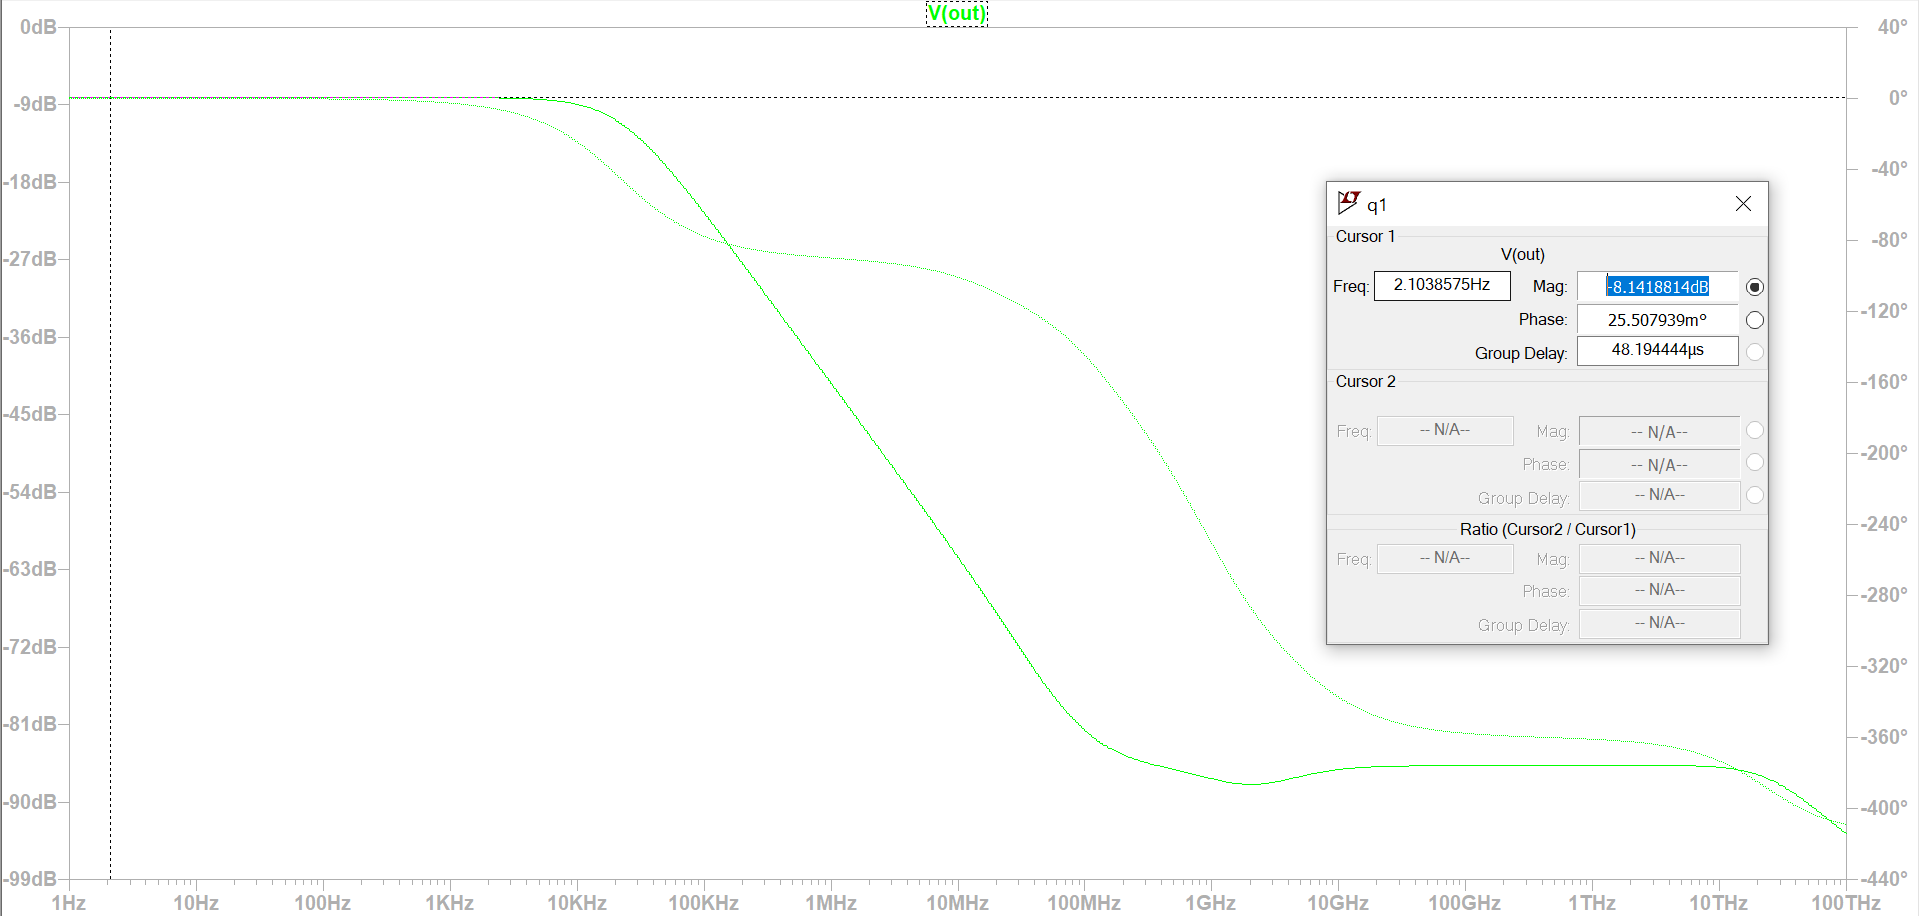 V(out)
0dB
-9dB
-18dB
-27dB
-36dB
-45dB
-54dB
-63dB
-72dB
-81dB
-90dB
-99dB
40°
0°
-40°
-80°
-120°
-160°
-200°
-240°
-280°
-320°
-360°
-400°
-440°
1Hz 10Hz 100Hz 1KHz 10KHz 100KHz 1MHz 10MHz 100MHz 1GHz 10GHz 100GHz 1THz 10THz 100THz
q1
Cursor 1
V(out)
Freq: 2.1038575Hz Mag: -8.1418814dB
Phase: 25.507939m°
Group Delay: 48.194444µs
Cursor 2
Freq: -- N/A-- Mag: -- N/A--
Phase: -- N/A--
Group Delay: -- N/A--
Ratio (Cursor2 / Cursor1)
Freq: -- N/A-- Mag: -- N/A--
Phase: -- N/A--
Group Delay: -- N/A--